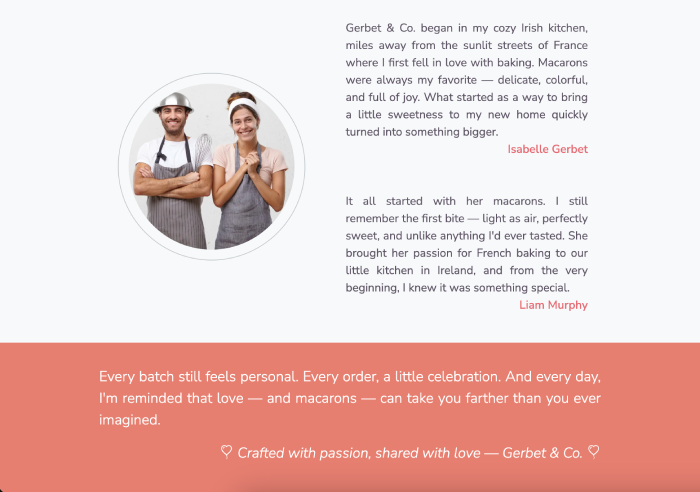 Gerbet & Co. began in my cozy Irish kitchen,
miles away from the sunlit streets of France
where I first fell in love with baking. Macarons
were always my favorite — delicate, colorful,
and full of joy. What started as a way to bring
a little sweetness to my new home quickly
turned into something bigger.
Isabelle Gerbet
It all started with her macarons. I still
remember the first bite — light as air, perfectly
sweet, and unlike anything I'd ever tasted. She
brought her passion for French baking to our
little kitchen in Ireland, and from the very
beginning, I knew it was something special.
Liam Murphy
Every batch still feels personal. Every order, a little celebration. And every day,
I'm reminded that love — and macarons — can take you farther than you ever
imagined.
Crafted with passion, shared with love — Gerbet & Co.